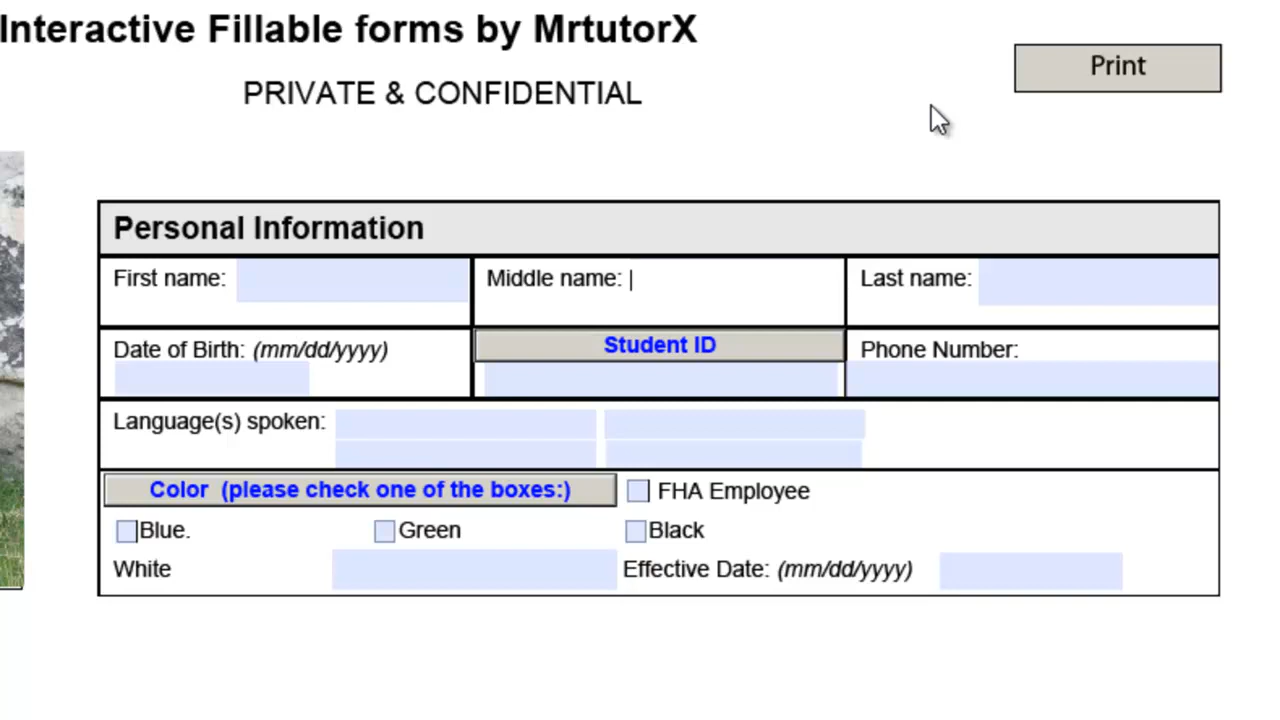 Interactive Fillable forms by MrtutorX
Print
PRIVATE & CONFIDENTIAL
Personal Information
First name: Middle name: Last name:
Date of Birth: (mm/dd/yyyy) Student ID Phone Number:
Language(s) spoken:
Color (please check one of the boxes:) FHA Employee
Blue. Green Black
White Effective Date: (mm/dd/yyyy)